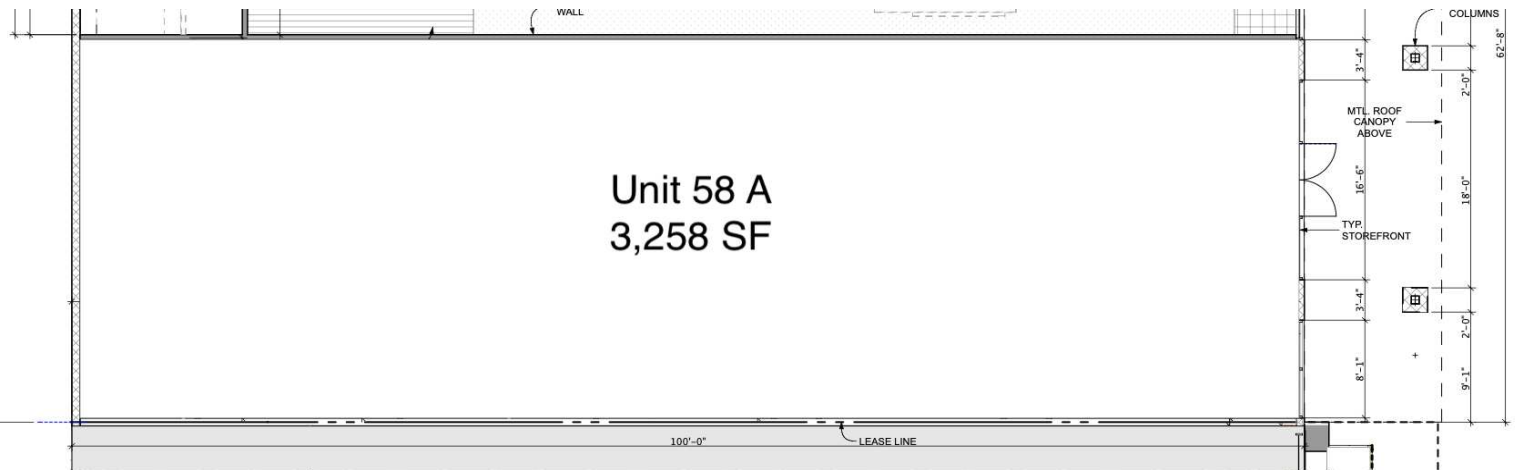 WALL
COLUMNS
62'-8"
3'-4"
2'-0"
MTL. ROOF
CANOPY
ABOVE
Unit 58 A
3,258 SF
16'-6"
18'-0"
TYP.
STOREFRONT
3'-4"
2'-0"
8'-1"
9'-1"
100'-0"
LEASE LINE